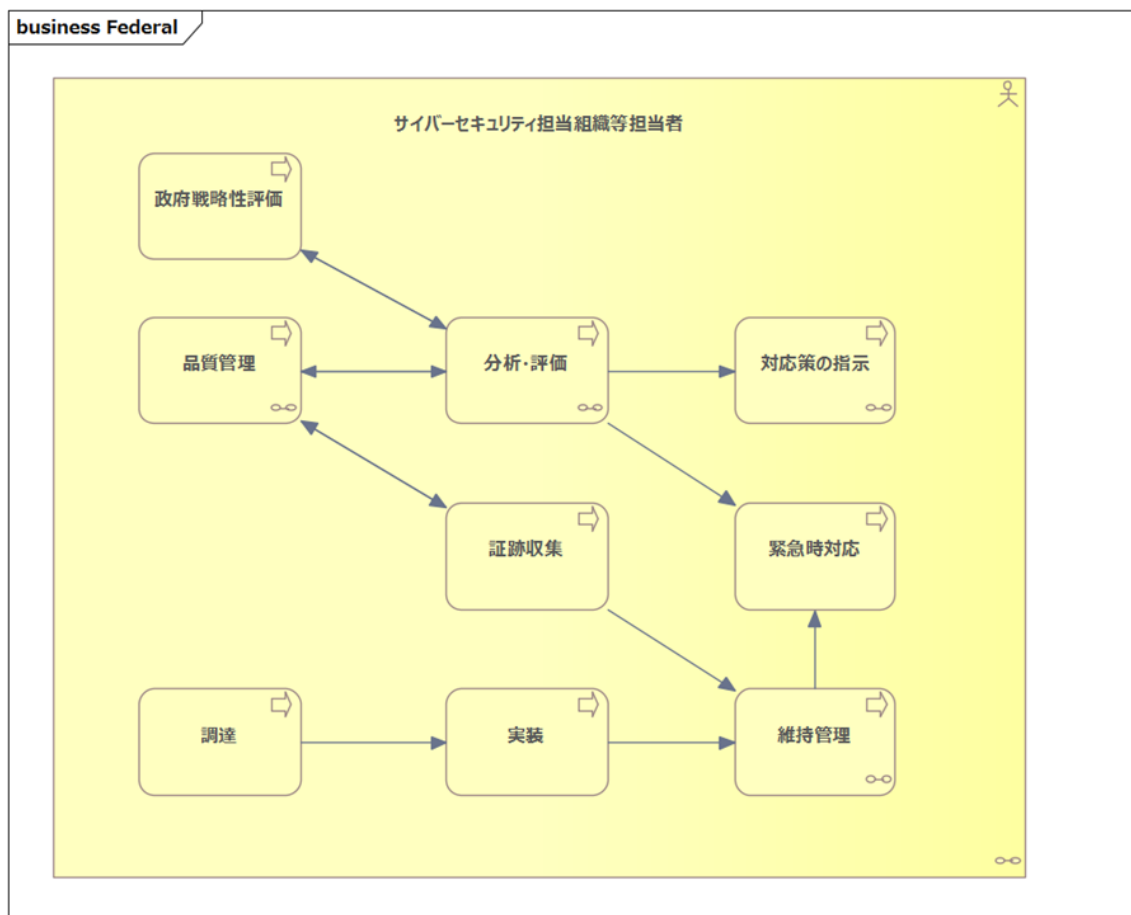 business Federal
サイバーセキュリティ担当組織等担当者
政府戦略性評価
品質管理
分析・評価
対応策の指示
証跡収集
緊急時対応
調達
実装
維持管理